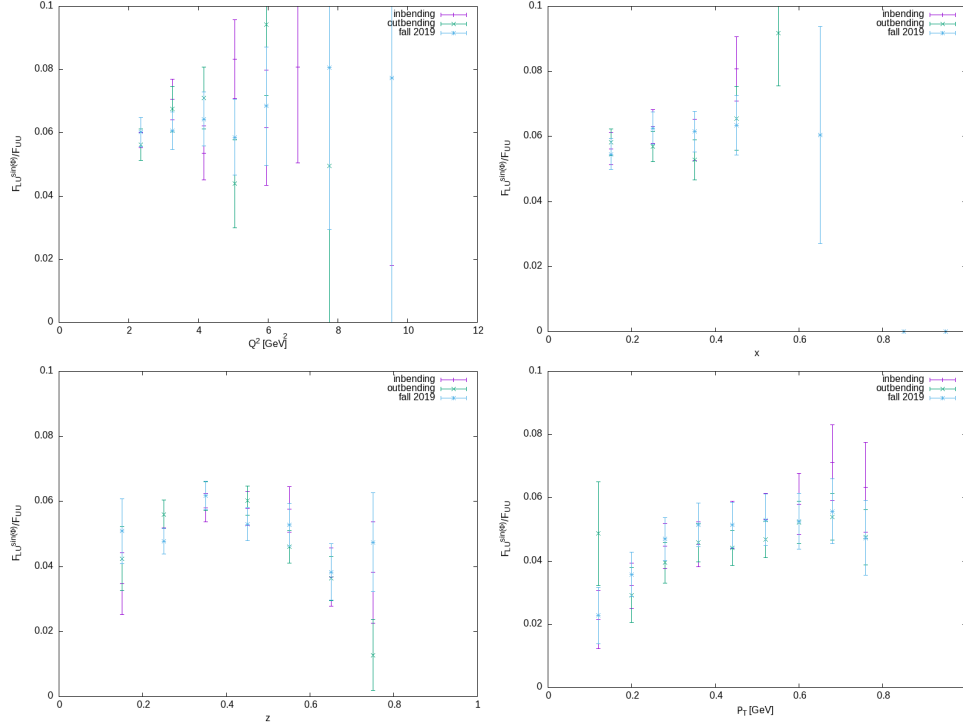 0.1
0.08
0.06
0.04
0.02
0
0 2 4 6 8 10 12
F_LU^sin(Φ)/F_UU
Q² [GeV]²
inbending
outbending
fall 2019
0.1
0.08
0.06
0.04
0.02
0
0 0.2 0.4 0.6 0.8
F_LU^sin(Φ)/F_UU
x
inbending
outbending
fall 2019
0.1
0.08
0.06
0.04
0.02
0
0 0.2 0.4 0.6 0.8 1
F_LU^sin(Φ)/F_UU
z
inbending
outbending
fall 2019
0.1
0.08
0.06
0.04
0.02
0
0 0.2 0.4 0.6 0.8
F_LU^sin(Φ)/F_UU
P_T [GeV]
inbending
outbending
fall 2019